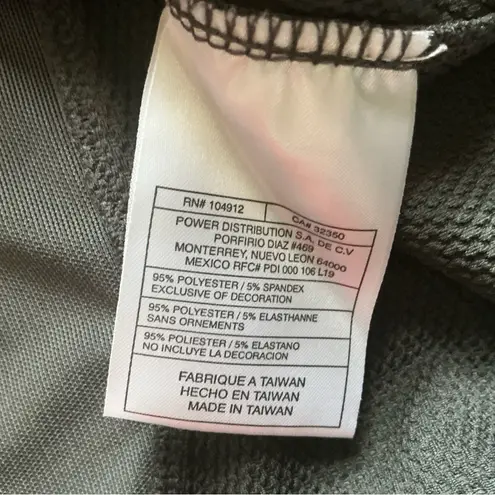 RN# 104912 CA# 32350
POWER DISTRIBUTION S.A. DE C.V
PORFIRIO DIAZ #469
MONTERREY, NUEVO LEON 64000
MEXICO RFC# PDI 000 106 L19
95% POLYESTER / 5% SPANDEX
EXCLUSIVE OF DECORATION
95% POLYESTER / 5% ELASTHANNE
SANS ORNEMENTS
95% POLIESTER / 5% ELASTANO
NO INCLUYE LA DECORACION
FABRIQUE A TAIWAN
HECHO EN TAIWAN
MADE IN TAIWAN